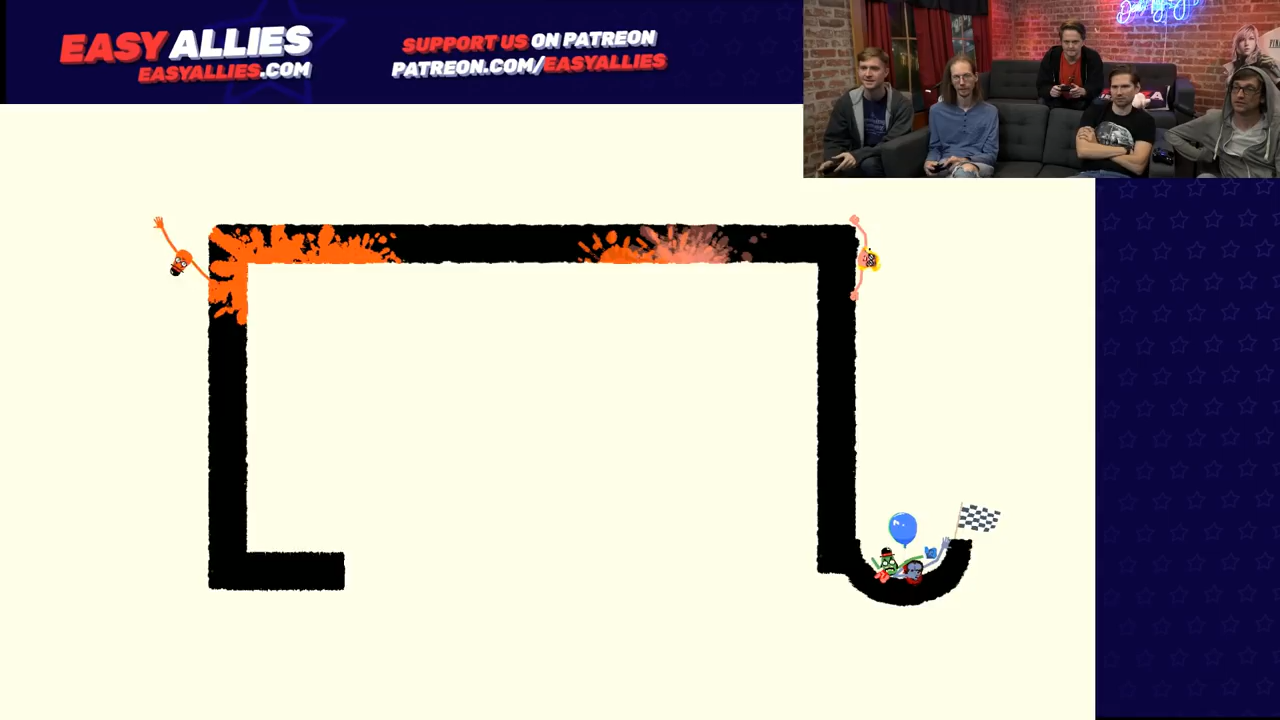 EASY ALLIES
EASYALLIES.COM
SUPPORT US ON PATREON
PATREON.COM/EASYALLIES